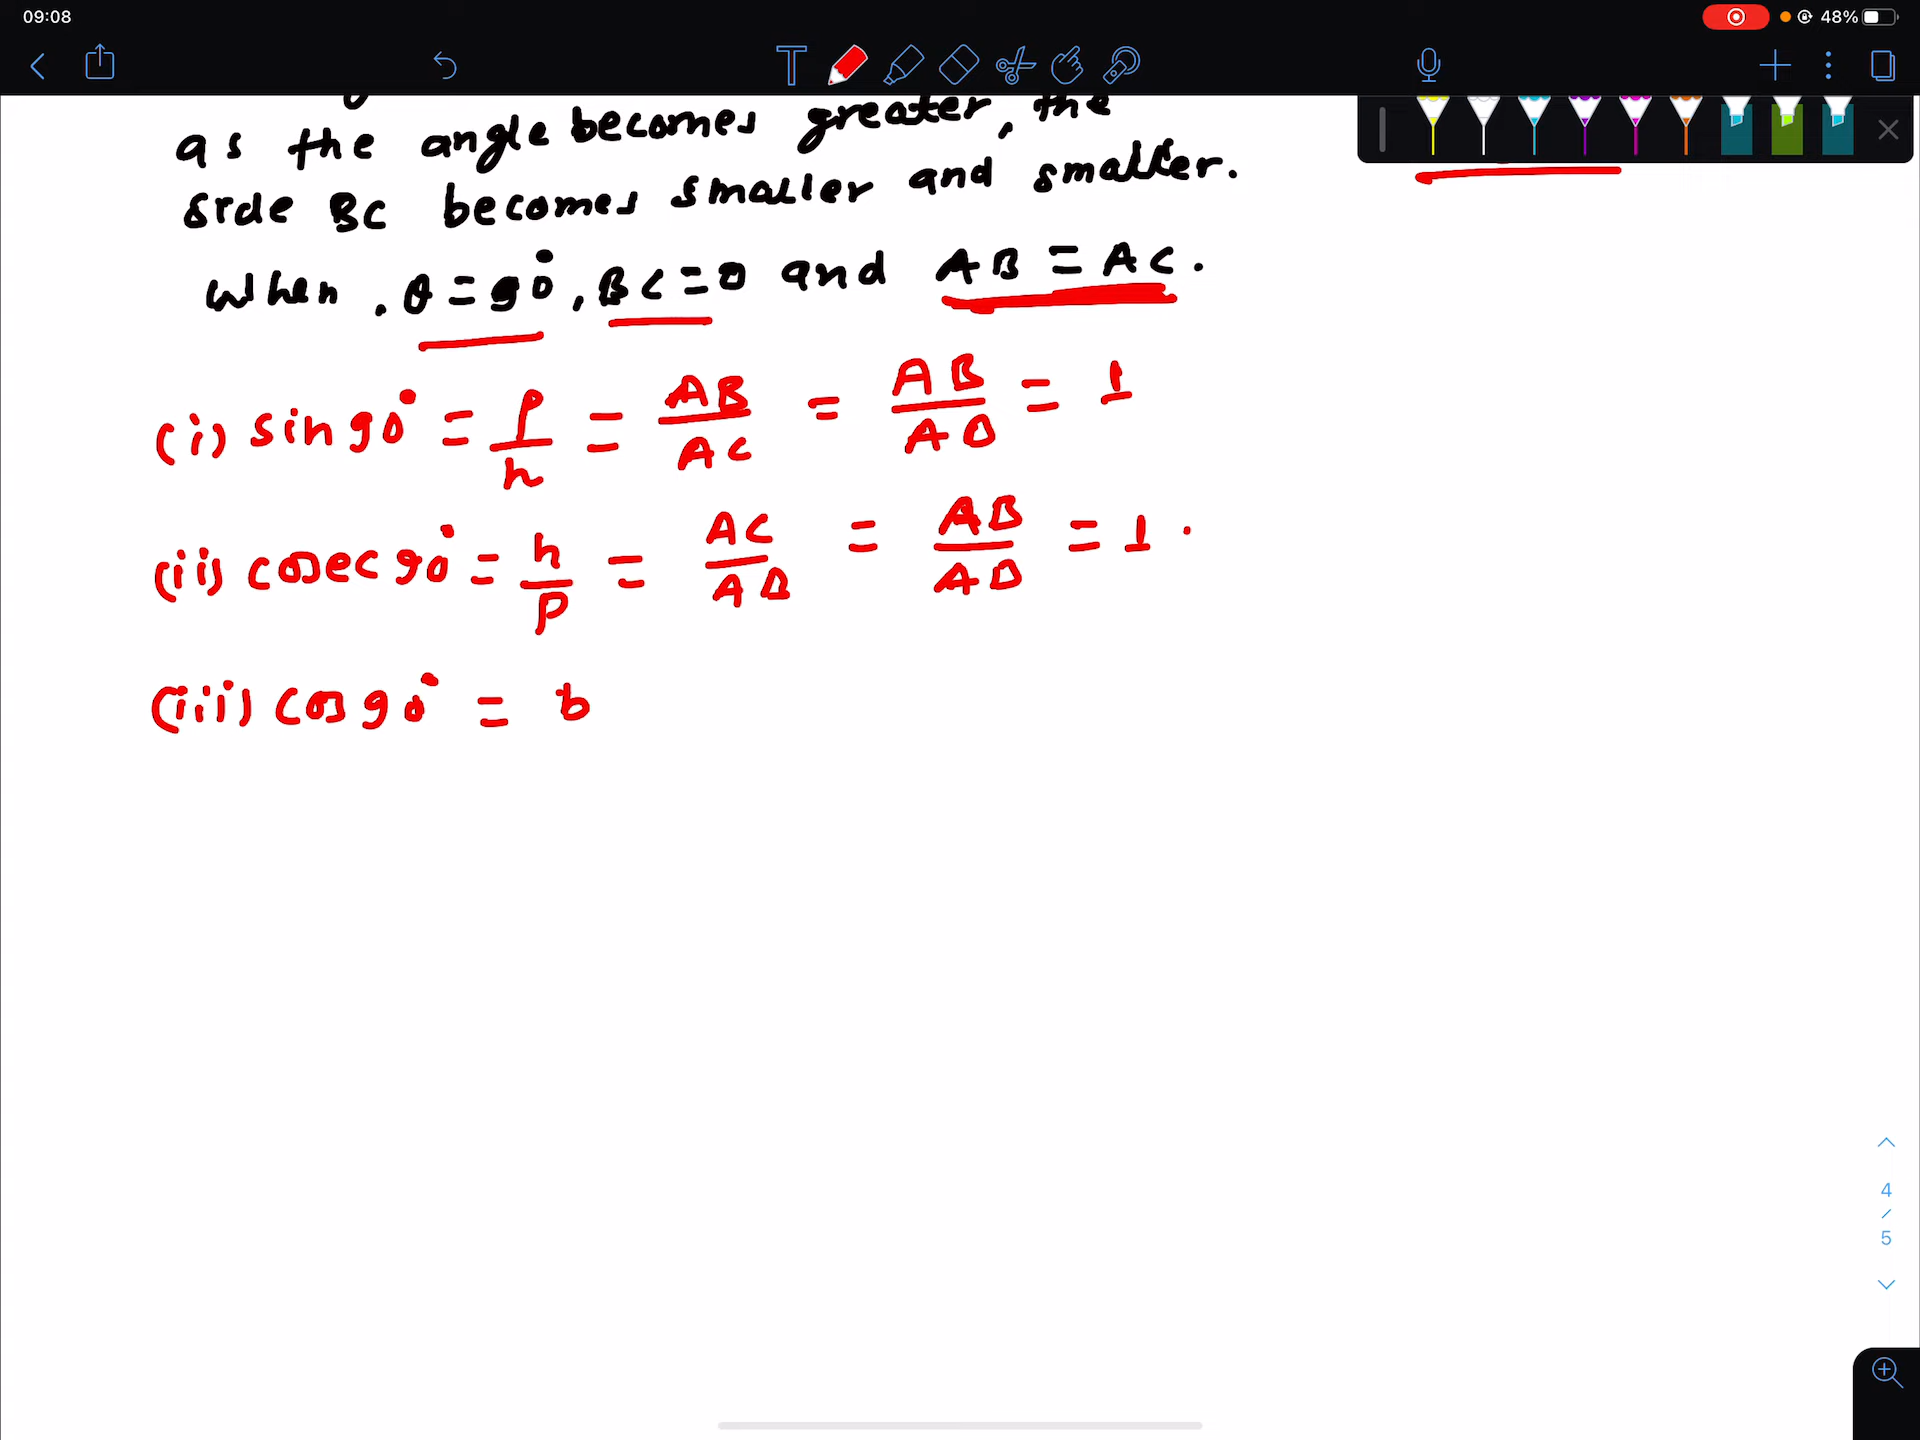 09:08
48%
T
as the angle becomes greater, the
side BC becomes smaller and smaller.
when, θ = 90°, BC = 0 and AB = AC.
(i) sin 90° = p/h = AB/AC = AB/AB = 1
(ii) cosec 90° = h/p = AC/AB = AB/AB = 1.
(iii) cos 90° = b
4
/
5